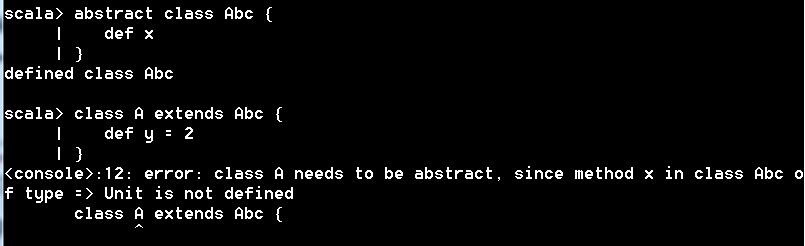 scala> abstract class Abc {
     |    def x
     | }
defined class Abc
scala> class A extends Abc {
     |    def y = 2
     | }
<console>:12: error: class A needs to be abstract, since method x in class Abc o
f type => Unit is not defined
       class A extends Abc {
             ^